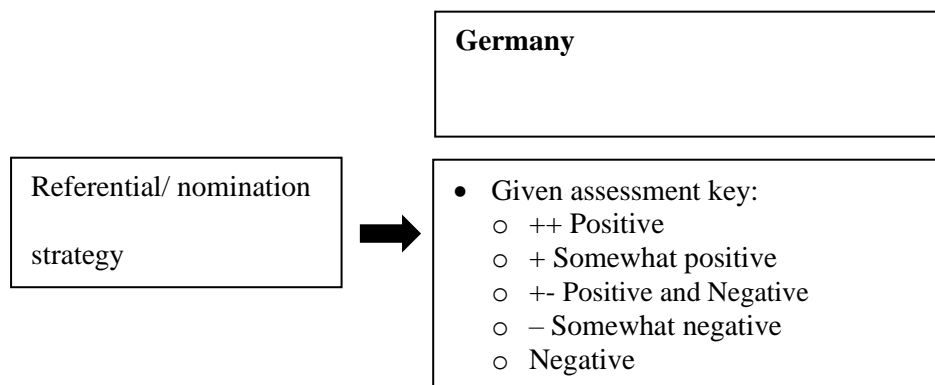 Germany
Referential/ nomination
strategy
• Given assessment key:
o ++ Positive
o + Somewhat positive
o +- Positive and Negative
o – Somewhat negative
o Negative